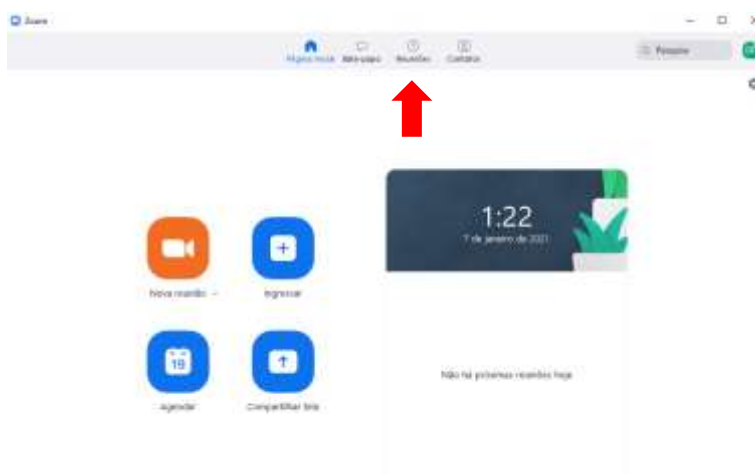 Zoom
Página inicial Bate-papo Reuniões Contatos
Pesquisar
1:22
7 de janeiro de 2021
Nova reunião
Ingressar
19
Agendar
Compartilhar tela
Não há próximas reuniões hoje